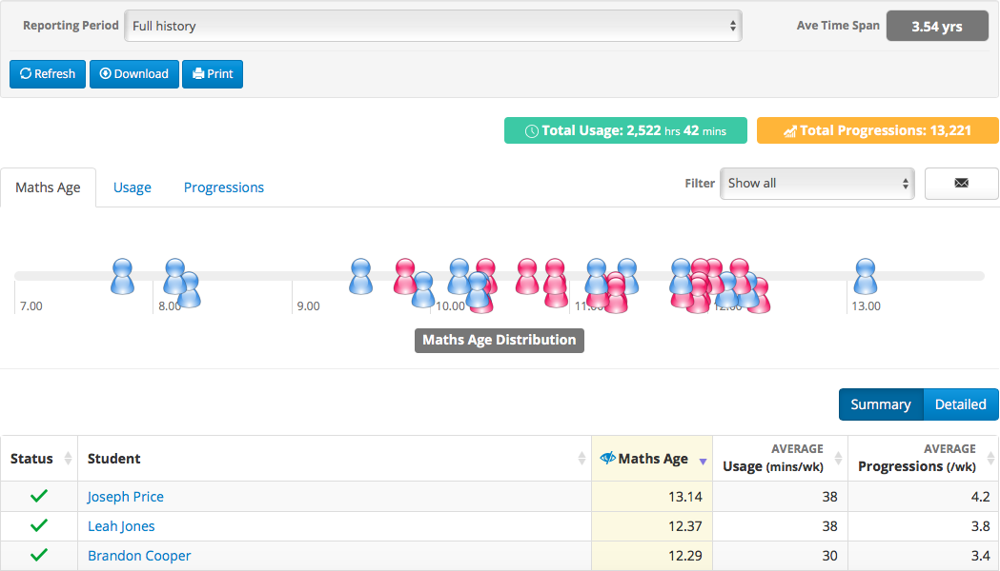 Reporting Period Full history Ave Time Span 3.54 yrs
Refresh Download Print
Total Usage: 2,522 hrs 42 mins Total Progressions: 13,221
Maths Age Usage Progressions Filter Show all
7.00 8.00 9.00 10.00 12.00 13.00
Maths Age Distribution
Summary Detailed
Status Student Maths Age AVERAGE Usage (mins/wk) AVERAGE Progressions (/wk)
Joseph Price 13.14 38 4.2
Leah Jones 12.37 38 3.8
Brandon Cooper 12.29 30 3.4